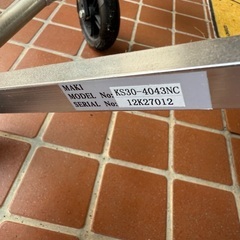 MAKI
MODEL No: KS30-4043NC
SERIAL No: 12K27012